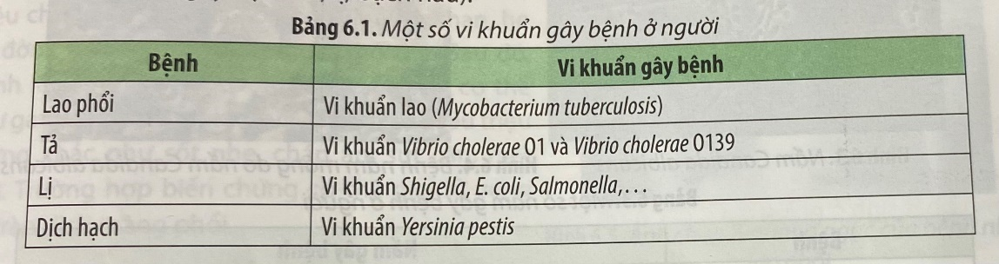 Bảng 6.1. Một số vi khuẩn gây bệnh ở người
Bệnh Vi khuẩn gây bệnh
Lao phổi Vi khuẩn lao (Mycobacterium tuberculosis)
Tả Vi khuẩn Vibrio cholerae O1 và Vibrio cholerae O139
Lị Vi khuẩn Shigella, E. coli, Salmonella,...
Dịch hạch Vi khuẩn Yersinia pestis